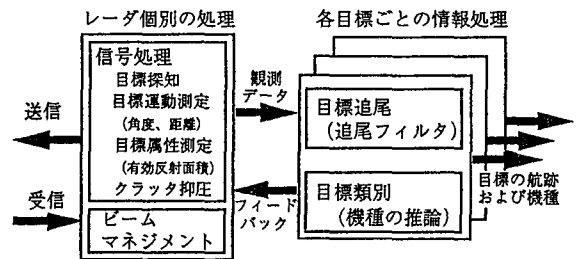 レーダ個別の処理
信号処理
目標探知
目標運動測定
(角度、距離)
目標属性測定
(有効反射面積)
クラッタ抑圧
ビーム
マネジメント
送信
受信
観測
データ
フィード
バック
各目標ごとの情報処理
目標追尾
(追尾フィルタ)
目標類別
(機種の推論)
目標の航跡
および機種